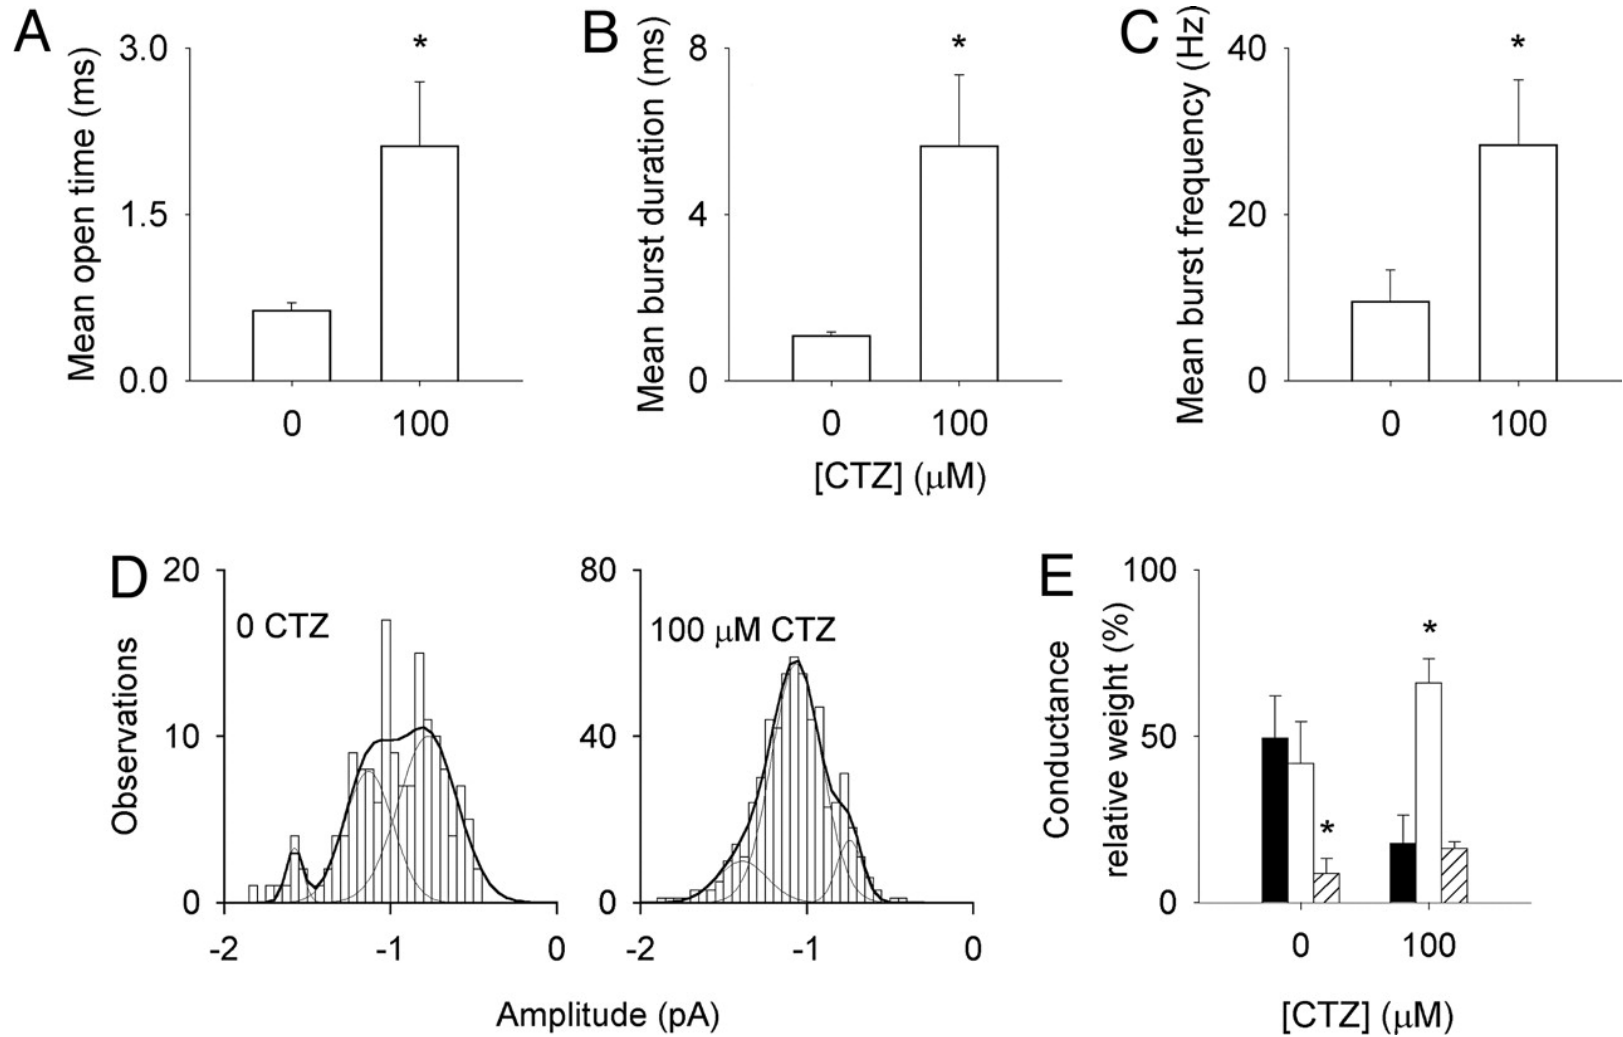 A
Mean open time (ms)
3.0
1.5
0.0
*
0
100
B
Mean burst duration (ms)
8
4
0
*
0
100
[CTZ] (μM)
C
Mean burst frequency (Hz)
40
20
0
*
0
100
D
Observations
20
10
0
0 CTZ
-2
-1
0
80
40
0
100 μM CTZ
-2
-1
0
Amplitude (pA)
E
Conductance
relative weight (%)
100
50
0
*
*
0
100
[CTZ] (μM)